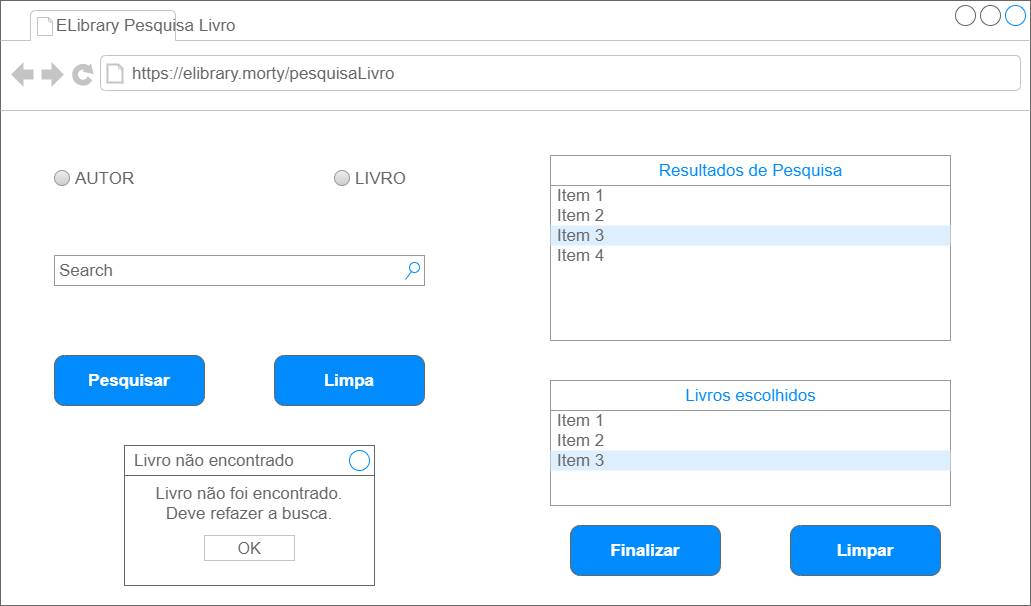 ELibrary Pesquisa Livro
https://elibrary.morty/pesquisaLivro
AUTOR
LIVRO
Search
Pesquisar
Limpa
Livro não encontrado
Livro não foi encontrado.
Deve refazer a busca.
OK
Resultados de Pesquisa
Item 1
Item 2
Item 3
Item 4
Livros escolhidos
Item 1
Item 2
Item 3
Finalizar
Limpar